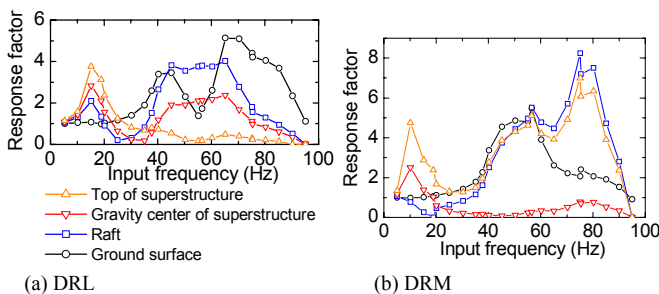 Response factor
6
4
2
0
0 20 40 60 80 100
Input frequency (Hz)
Top of superstructure
Gravity center of superstructure
Raft
Ground surface
(a) DRL
Response factor
8
6
4
2
0
0 20 40 60 80 100
Input frequency (Hz)
(b) DRM